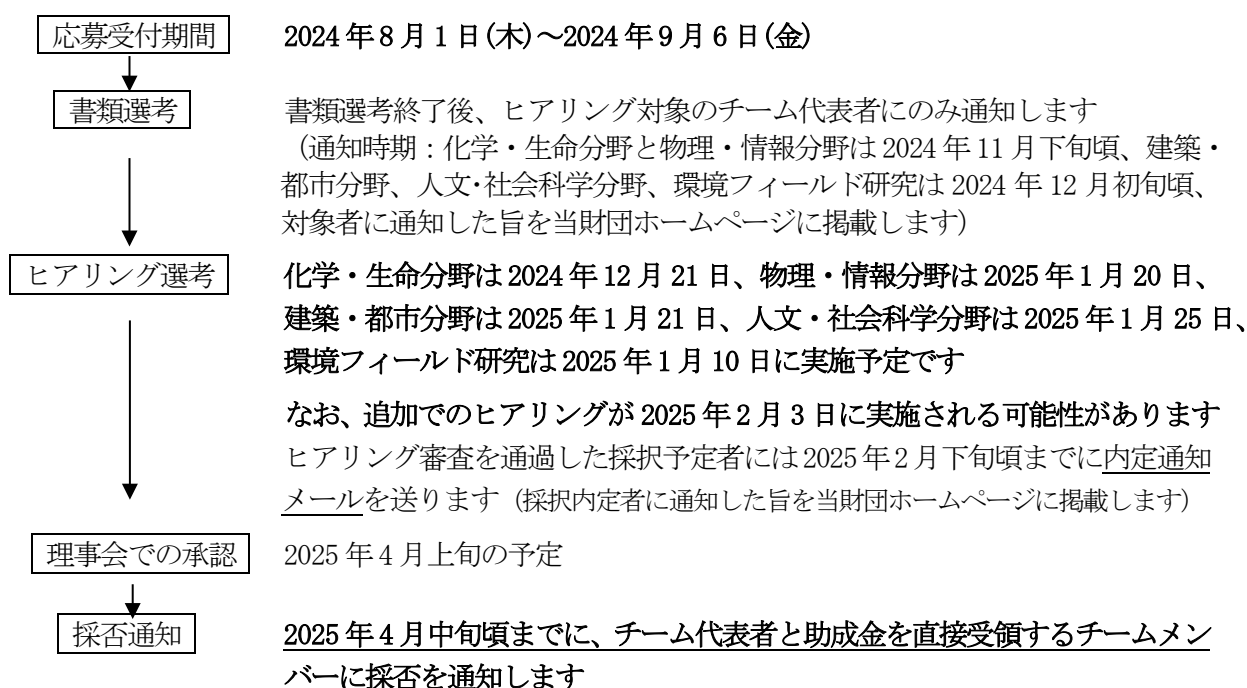 応募受付期間 2024年8月1日(木)～2024年9月6日(金)
書類選考 書類選考終了後、ヒアリング対象のチーム代表者にのみ通知します
（通知時期：化学・生命分野と物理・情報分野は2024年11月下旬頃、建築・
都市分野、人文･社会科学分野、環境フィールド研究は2024年12月初旬頃、
対象者に通知した旨を当財団ホームページに掲載します）
ヒアリング選考 化学・生命分野は2024年12月21日、物理・情報分野は2025年1月20日、
建築・都市分野は2025年1月21日、人文・社会科学分野は2025年1月25日、
環境フィールド研究は2025年1月10日に実施予定です
なお、追加でのヒアリングが2025年2月3日に実施される可能性があります
ヒアリング審査を通過した採択予定者には2025年2月下旬頃までに内定通知
メールを送ります（採択内定者に通知した旨を当財団ホームページに掲載します）
理事会での承認 2025年4月上旬の予定
採否通知 2025年4月中旬頃までに、チーム代表者と助成金を直接受領するチームメン
バーに採否を通知します